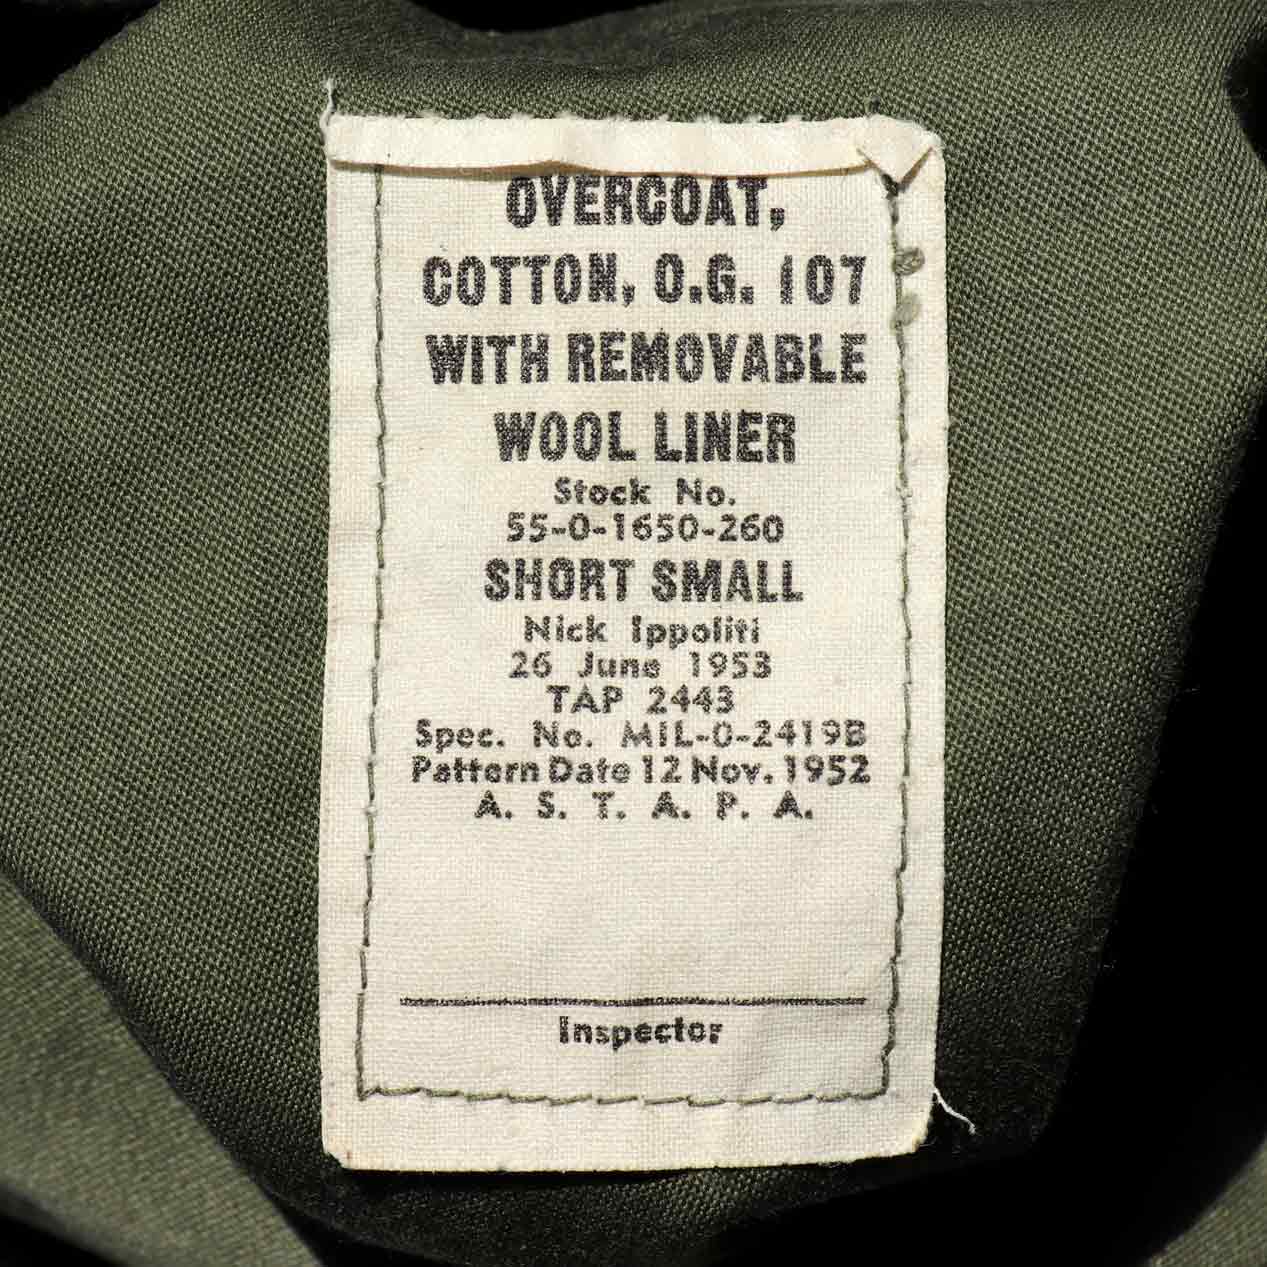 OVERCOAT,
COTTON, O.G. 107
WITH REMOVABLE
WOOL LINER
Stock No.
55-0-1650-260
SHORT SMALL
Nick Ippoliti
26 June 1953
TAP 2443
Spec. No. MIL-O-2419B
Pattern Date 12 Nov. 1952
A. S. T. A. P. A.
Inspector